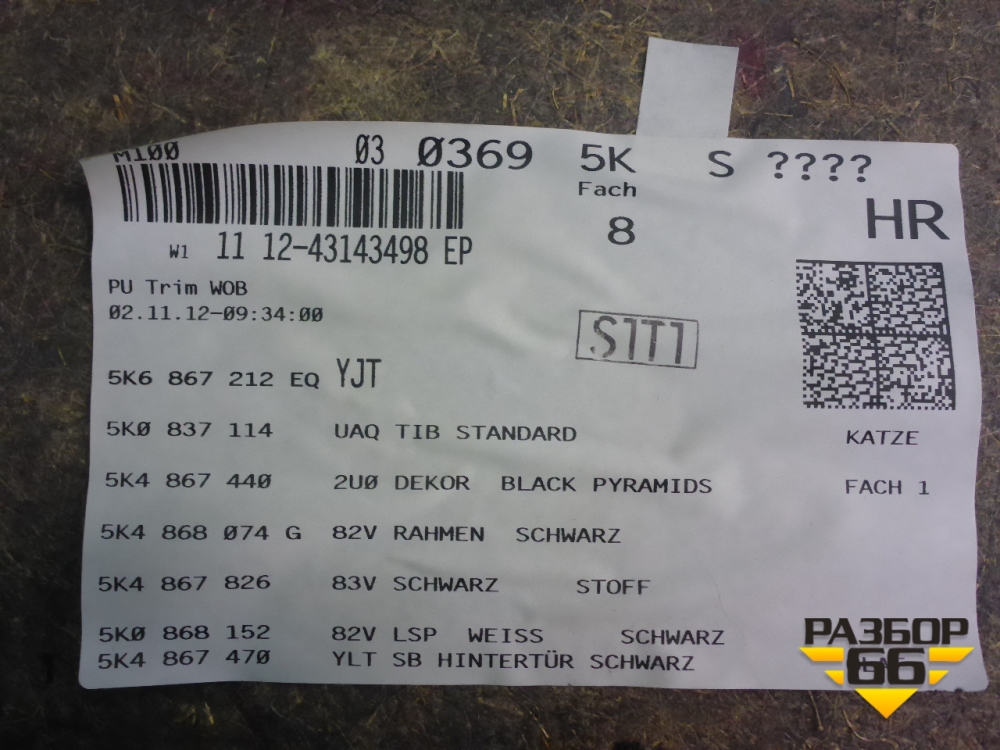 M100 03 0369 5K S ????
Fach
8
HR
W1 11 12-43143498 EP
PU Trim WOB
02.11.12-09:34:00
S1T1
5K6 867 212 EQ YJT
5K0 837 114 UAQ TIB STANDARD KATZE
5K4 867 440 2U0 DEKOR BLACK PYRAMIDS FACH 1
5K4 868 074 G 82V RAHMEN SCHWARZ
5K4 867 826 83V SCHWARZ STOFF
5K0 868 152 82V LSP WEISS SCHWARZ
5K4 867 470 YLT SB HINTERTÜR SCHWARZ
РАЗБОР
66